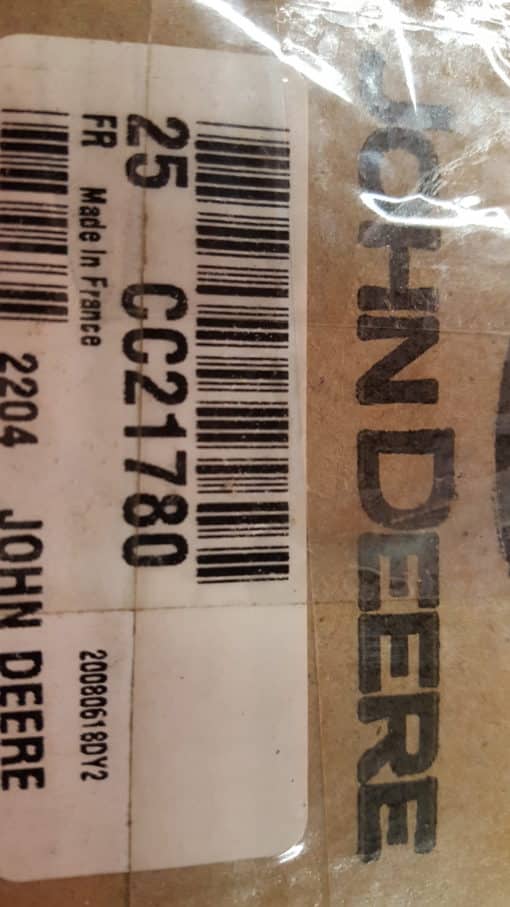 JOHN DEERE
25 CC21780
FR Made In France
20080618DY2
2204 JOHN DEERE